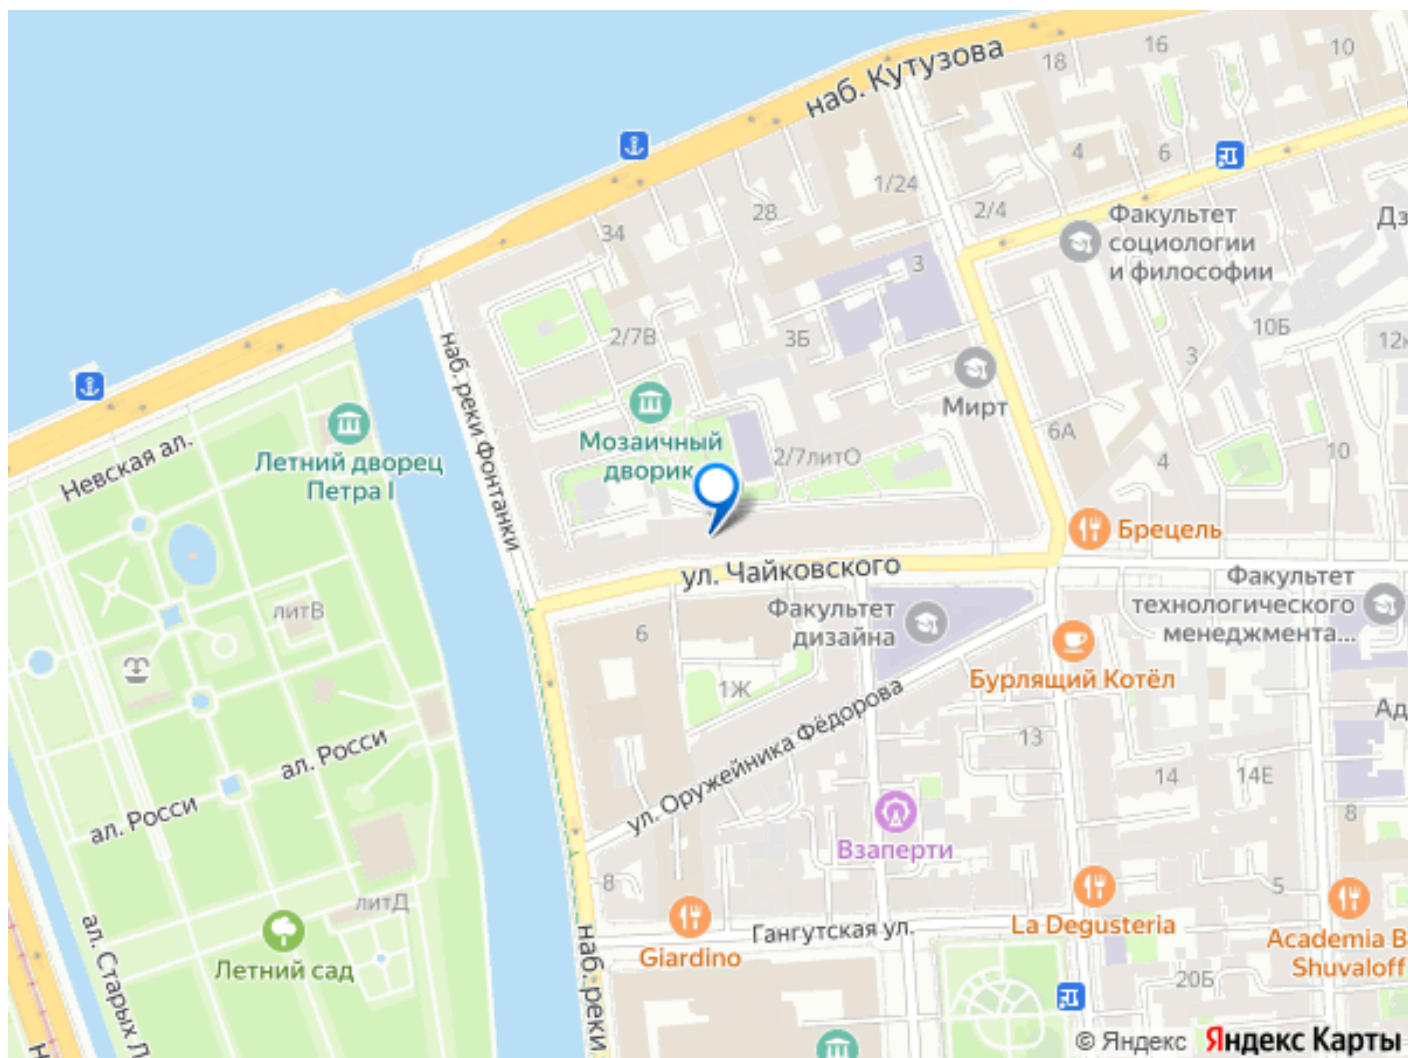 наб. Кутузова
16
10
18
4
6
1/24
28
2/4
34
Факультет
социологии
и философии
Дз
3
наб. реки Фонтанки
2/7В
3Б
10Б
3
12к
Невская ал.
Летний дворец
Петра I
Мозаичный
дворик
Мирт
6А
4
10
2/7литО
Брецель
ул. Чайковского
литВ
6
Факультет
дизайна
Факультет
технологического
менеджмента...
1Ж
Бурлящий Котёл
Ад
ул. Оружейника Фёдорова
13
14
14Е
ал. Росси
ал. Росси
8
Взаперти
8
5
литД
ал. Старых Л
Летний сад
наб. реки
Giardino
Гангутская ул.
La Degusteria
Academia В
Shuvaloff
20Б
Н
© Яндекс Яндекс Карты